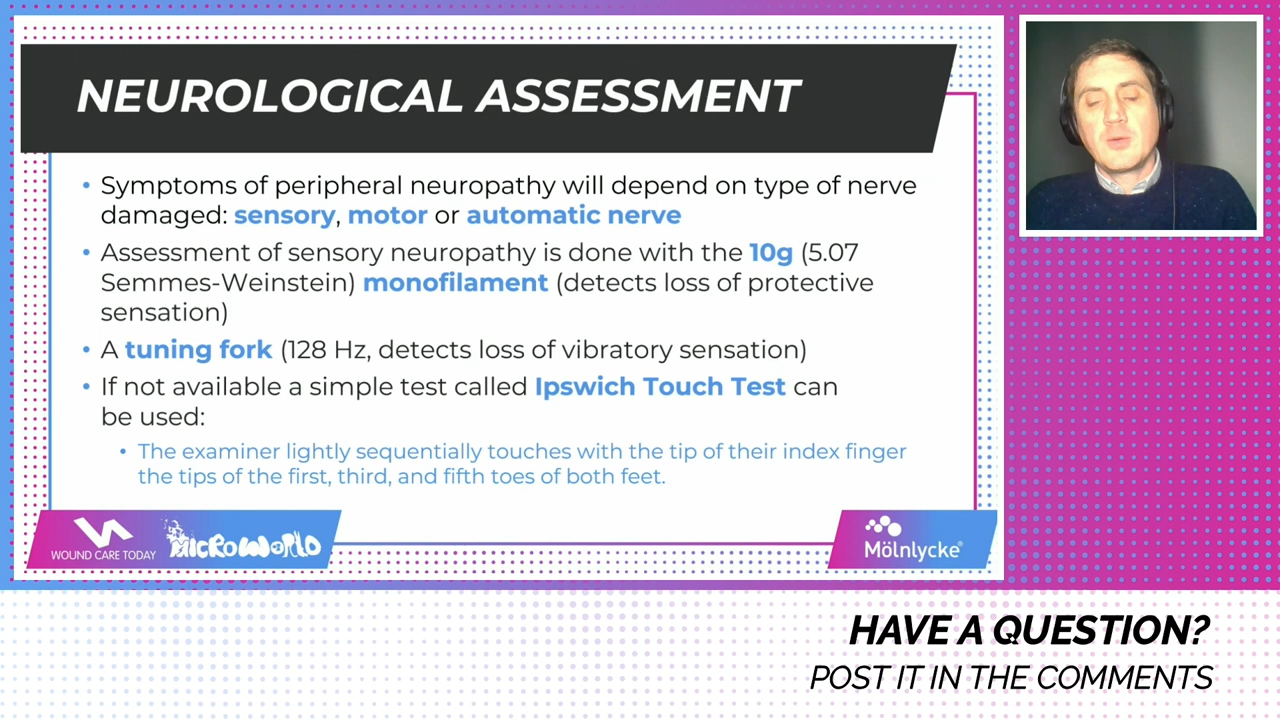 NEUROLOGICAL ASSESSMENT
• Symptoms of peripheral neuropathy will depend on type of nerve
damaged: sensory, motor or automatic nerve
• Assessment of sensory neuropathy is done with the 10g (5.07
Semmes-Weinstein) monofilament (detects loss of protective
sensation)
• A tuning fork (128 Hz, detects loss of vibratory sensation)
• If not available a simple test called Ipswich Touch Test can
be used:
• The examiner lightly sequentially touches with the tip of their index finger
the tips of the first, third, and fifth toes of both feet.
WOUND CARE TODAY
MICROWORLD
Mölnlycke®
HAVE A QUESTION?
POST IT IN THE COMMENTS